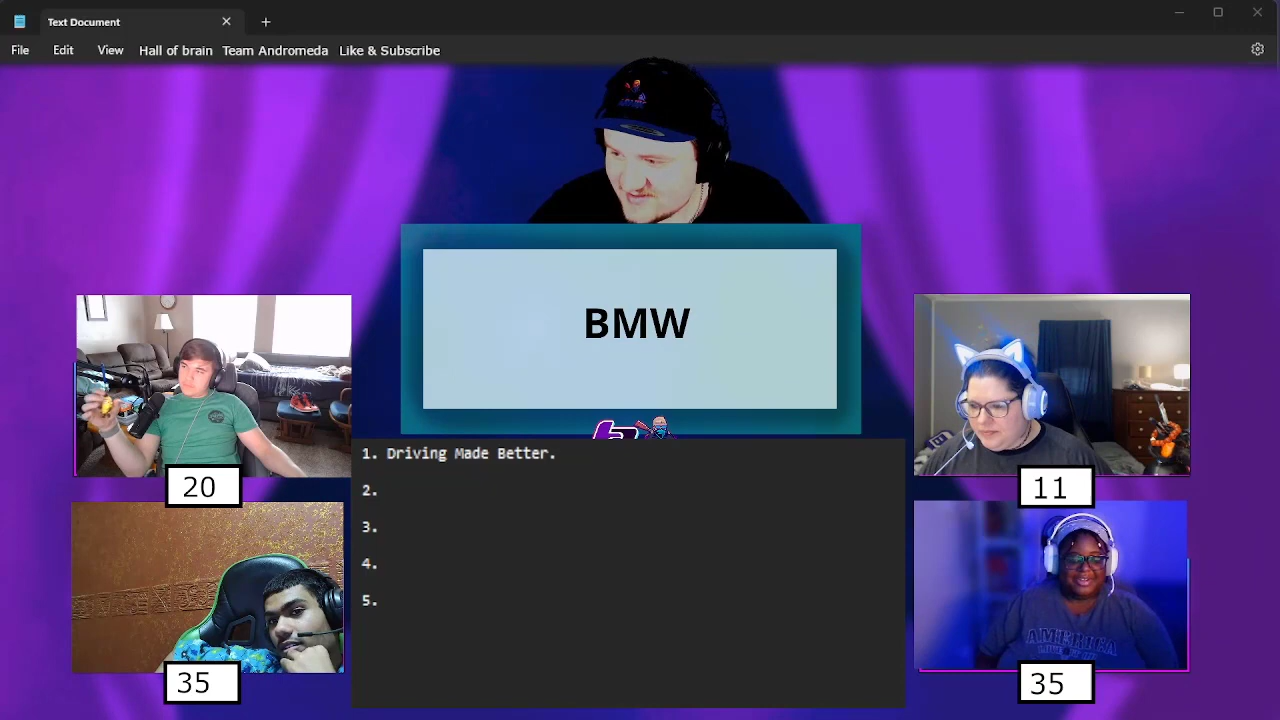 Text Document
File Edit View Hall of brain Team Andromeda Like & Subscribe
BMW
1. Driving Made Better.
2.
3.
4.
5.
20
11
35
35
AMERICA